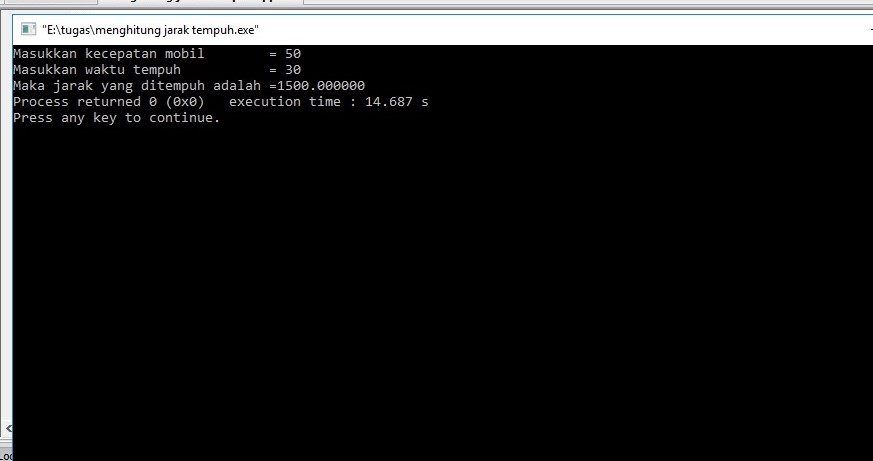 "E:\tugas\menghitung jarak tempuh.exe"
Masukkan kecepatan mobil        = 50
Masukkan waktu tempuh           = 30
Maka jarak yang ditempuh adalah =1500.000000
Process returned 0 (0x0)   execution time : 14.687 s
Press any key to continue.